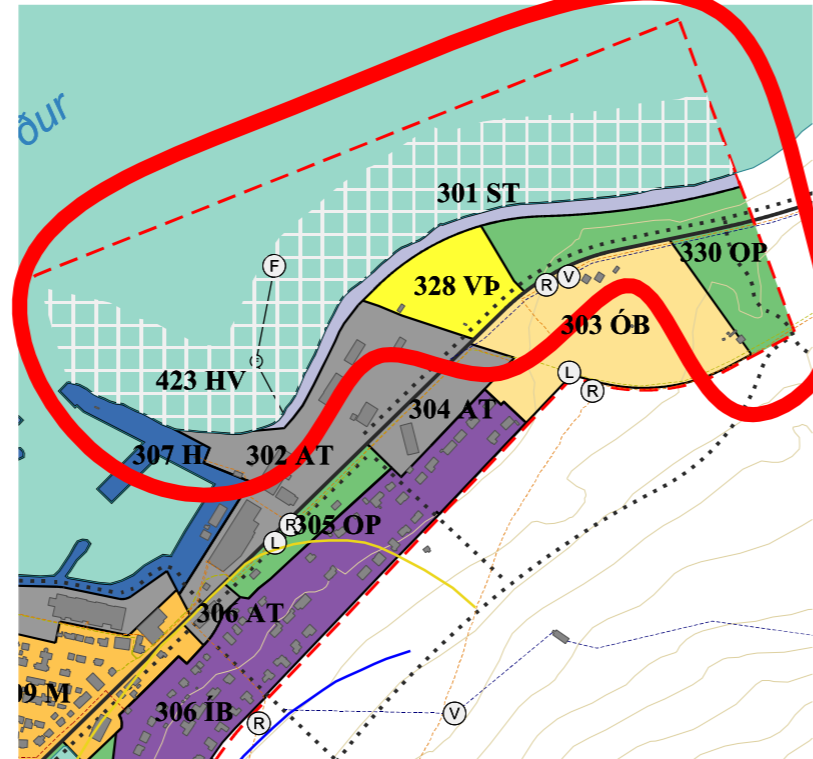 ður
301 ST
330 OP
328 VÞ
R
V
F
303 ÓB
F
423 HV
L
R
304 AT
307 H
302 AT
R
305 OP
L
306 AT
09 M
306 ÍB
R
V